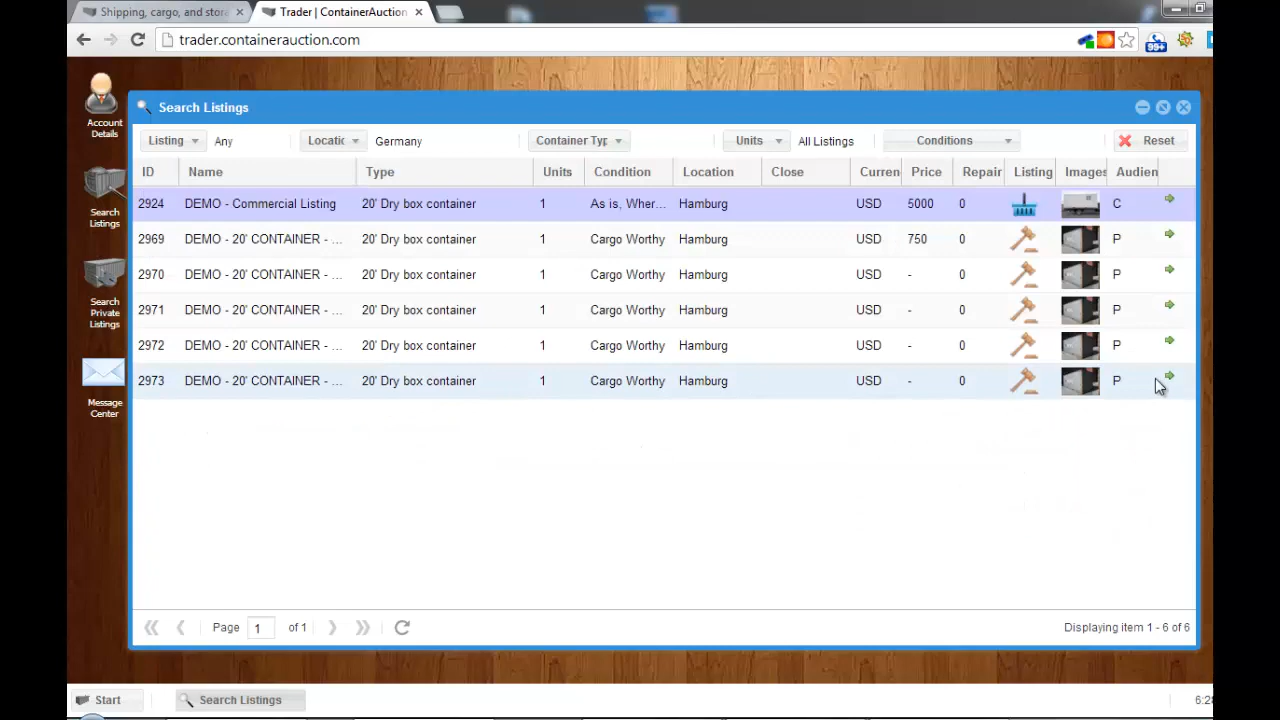 Shipping, cargo, and stor
Trader | ContainerAuction
trader.containerauction.com
99+
Account Details
Search Listings
Search Private Listings
Message Center
Search Listings
Listing Any Locatic Germany Container Typ Units All Listings Conditions Reset
ID Name Type Units Condition Location Close Curren Price Repair Listing Images Audien
2924 DEMO - Commercial Listing 20' Dry box container 1 As is, Wher... Hamburg USD 5000 0 C
2969 DEMO - 20' CONTAINER - ... 20' Dry box container 1 Cargo Worthy Hamburg USD 750 0 P
2970 DEMO - 20' CONTAINER - ... 20' Dry box container 1 Cargo Worthy Hamburg USD - 0 P
2971 DEMO - 20' CONTAINER - ... 20' Dry box container 1 Cargo Worthy Hamburg USD - 0 P
2972 DEMO - 20' CONTAINER - ... 20' Dry box container 1 Cargo Worthy Hamburg USD - 0 P
2973 DEMO - 20' CONTAINER - ... 20' Dry box container 1 Cargo Worthy Hamburg USD - 0 P
Page 1 of 1 Displaying item 1 - 6 of 6
Start Search Listings